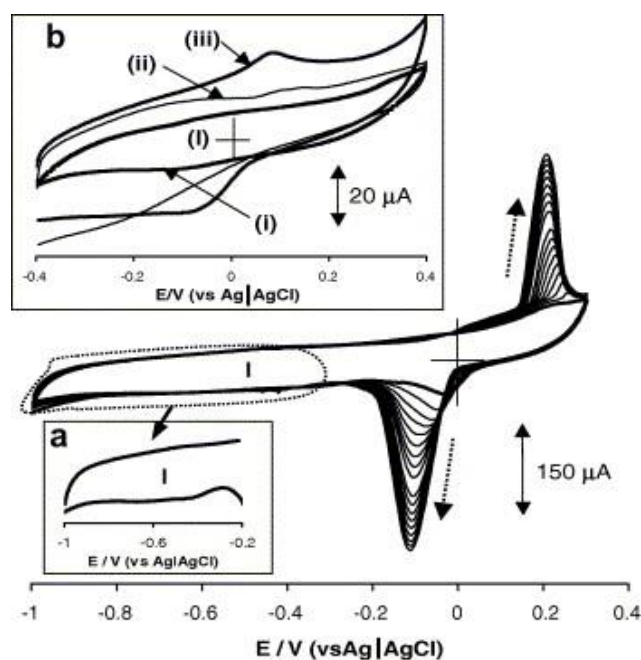 b
(iii)
(ii)
(I)
(i)
20 µA
-0.4 -0.2 0 0.2 0.4
E/V (vs Ag|AgCl)
I
a
I
-1 -0.6 -0.2
E / V (vs Ag|AgCl)
150 µA
-1 -0.8 -0.6 -0.4 -0.2 0 0.2 0.4
E / V (vsAg|AgCl)